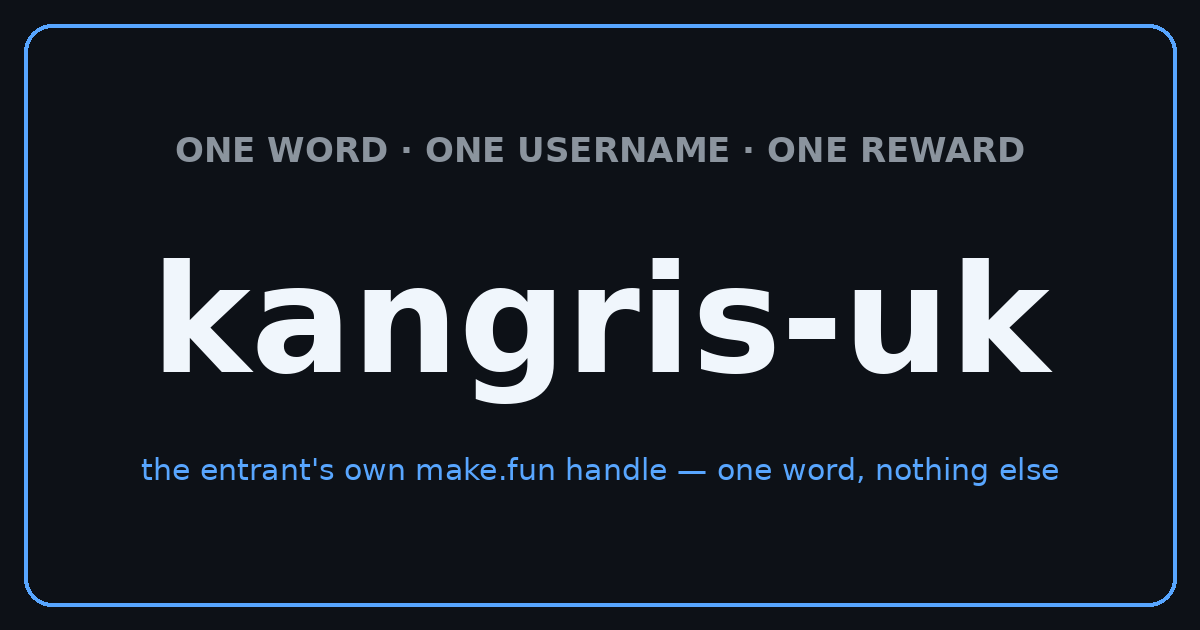 ONE WORD · ONE USERNAME · ONE REWARD
kangris-uk
the entrant's own make.fun handle — one word, nothing else